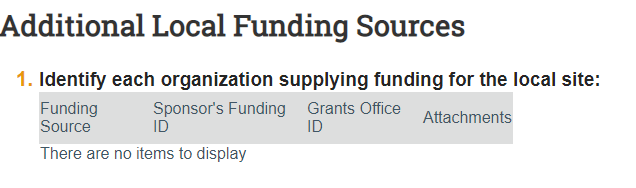 Additional Local Funding Sources
1. Identify each organization supplying funding for the local site:
Funding Source Sponsor's Funding ID Grants Office ID Attachments
There are no items to display